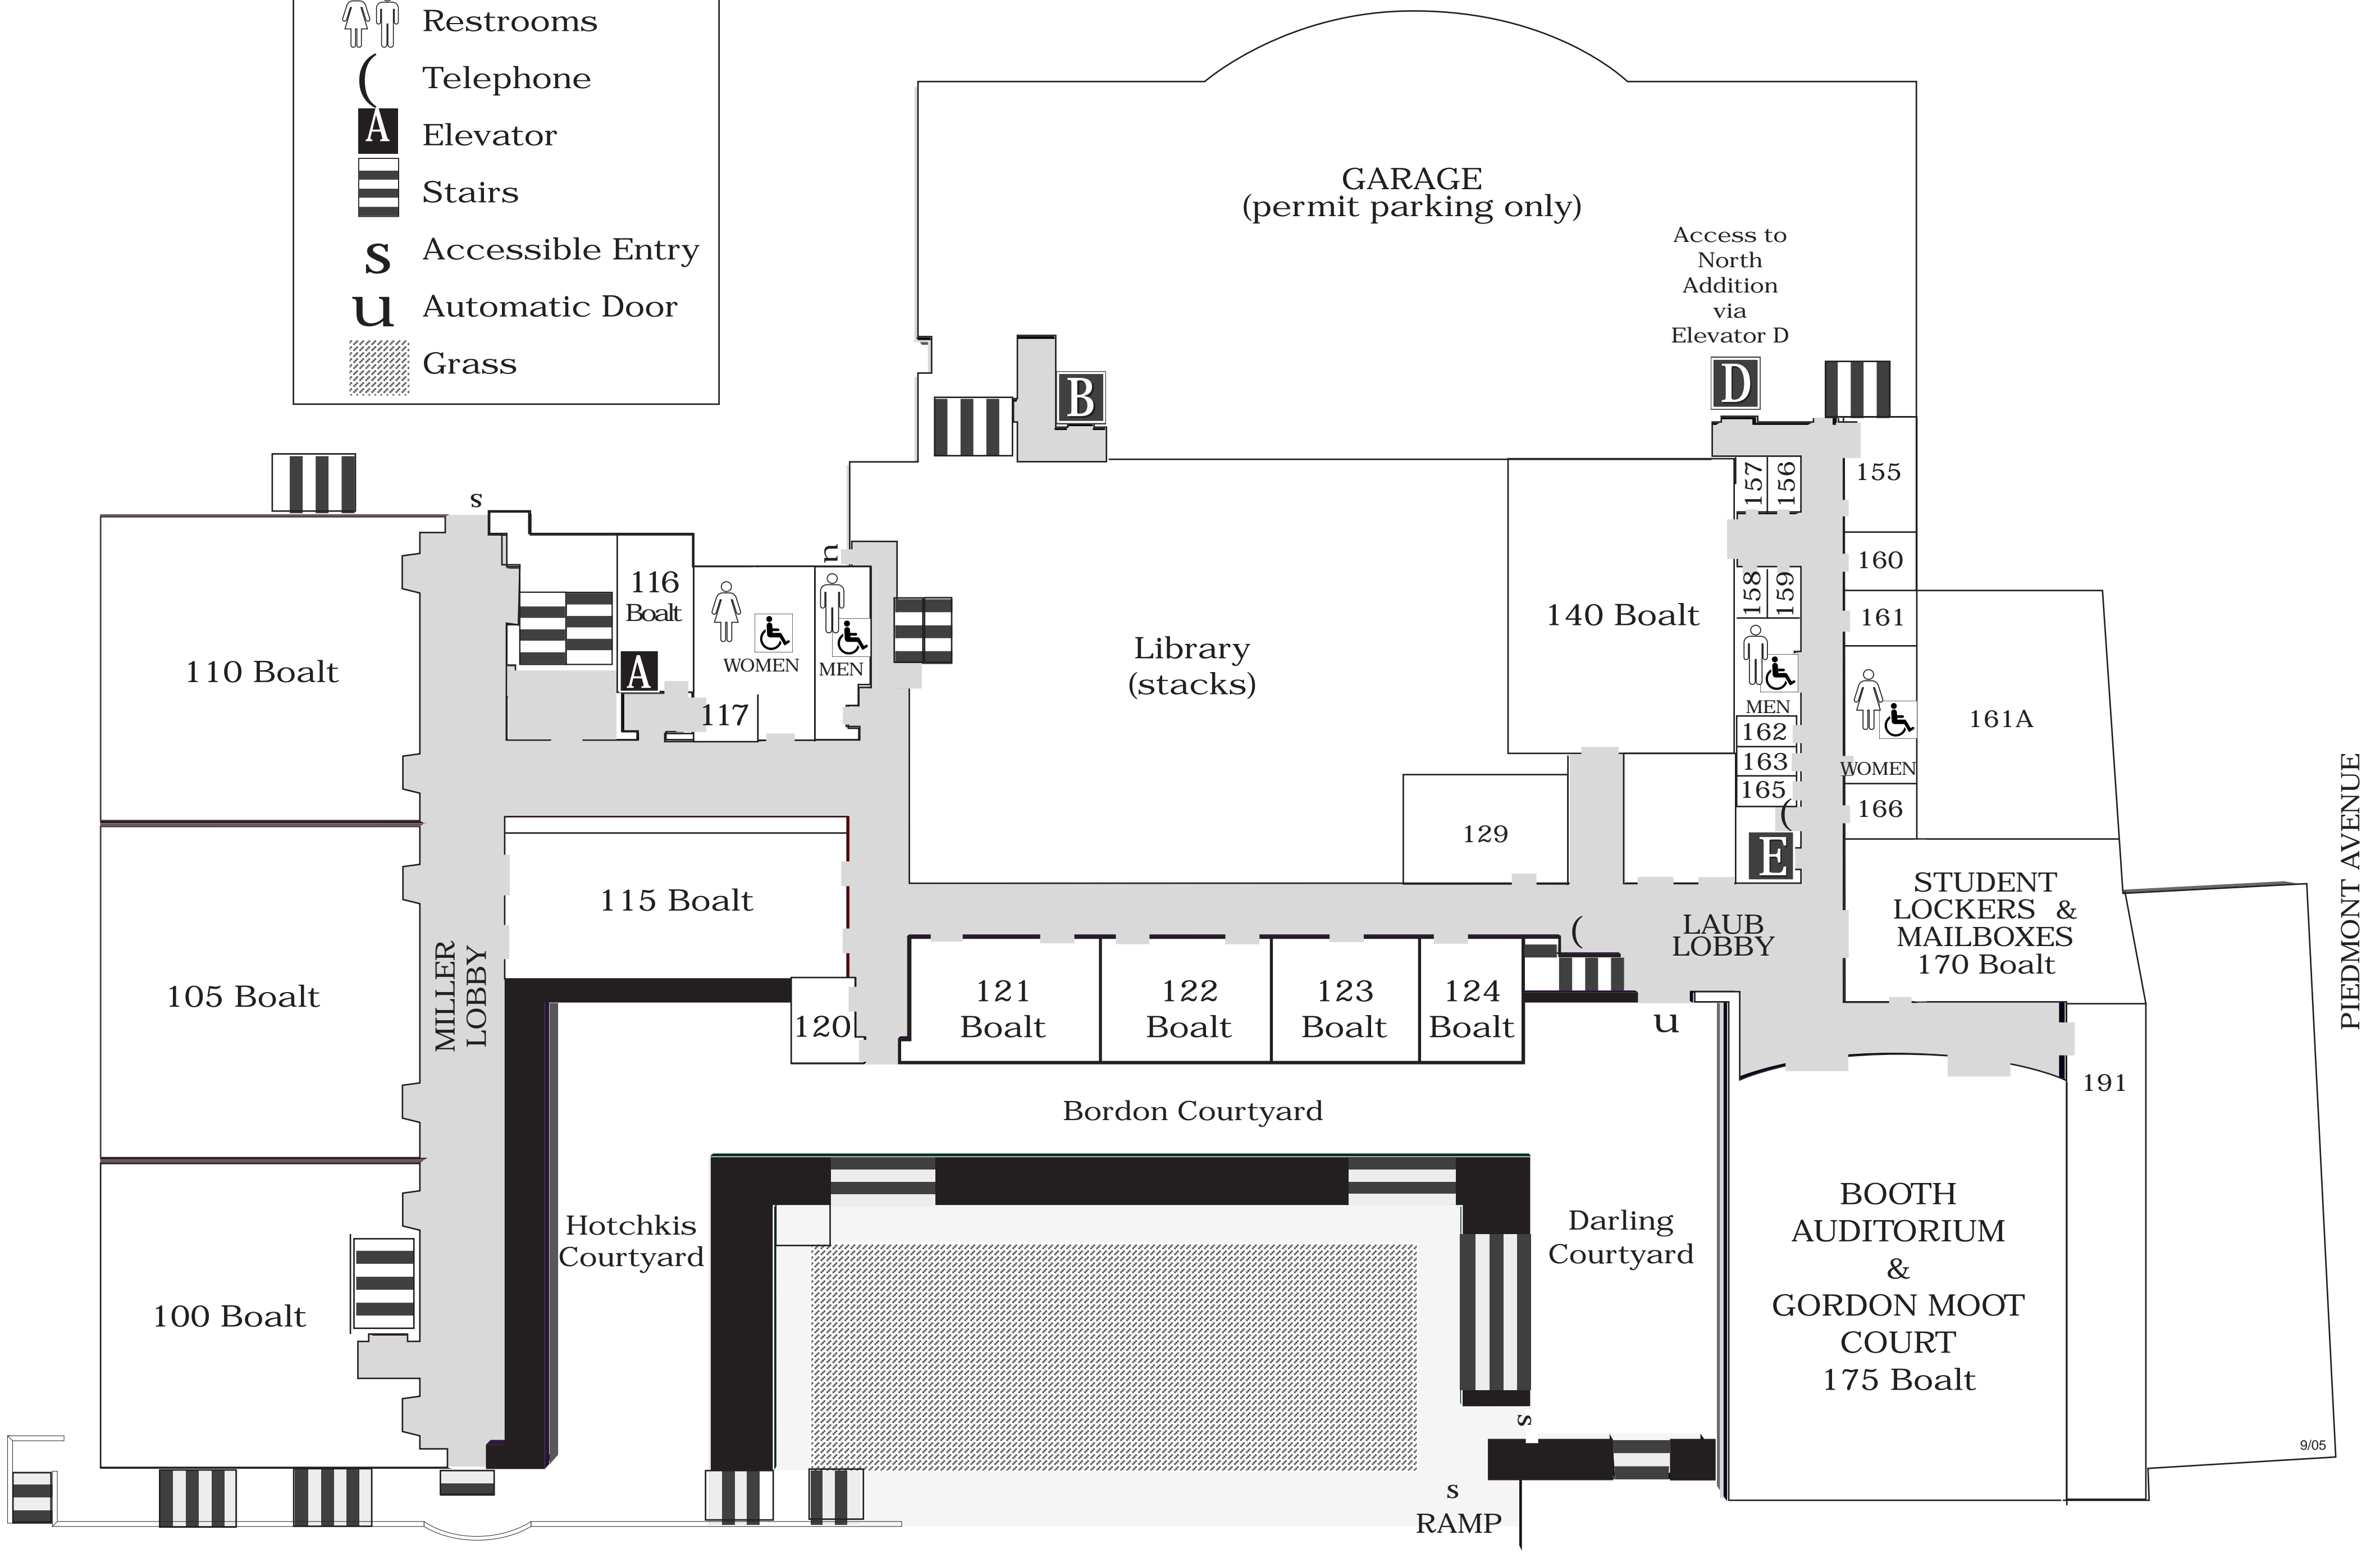 Restrooms
( Telephone
A Elevator
Stairs
s Accessible Entry
u Automatic Door
Grass
GARAGE
(permit parking only)
Access to
North
Addition
via
Elevator D
B
D
155
157
156
s
n
116
Boalt
A
WOMEN
MEN
117
110 Boalt
Library
(stacks)
140 Boalt
158
159
160
161
MEN
162
163
165
(
E
WOMEN
166
161A
129
PIEDMONT AVENUE
105 Boalt
MILLER
LOBBY
115 Boalt
120
121
Boalt
122
Boalt
123
Boalt
124
Boalt
(
LAUB
LOBBY
u
STUDENT
LOCKERS &
MAILBOXES
170 Boalt
191
Bordon Courtyard
100 Boalt
Hotchkis
Courtyard
Darling
Courtyard
BOOTH
AUDITORIUM
&
GORDON MOOT
COURT
175 Boalt
s
s
RAMP
9/05